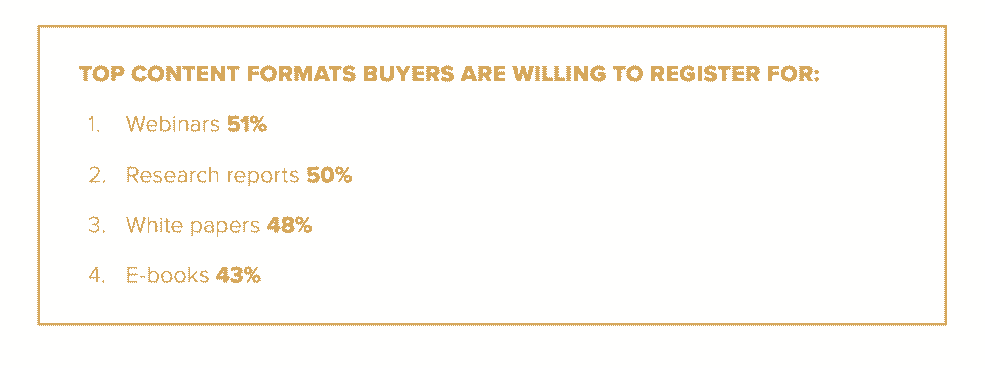 TOP CONTENT FORMATS BUYERS ARE WILLING TO REGISTER FOR:
1. Webinars 51%
2. Research reports 50%
3. White papers 48%
4. E-books 43%